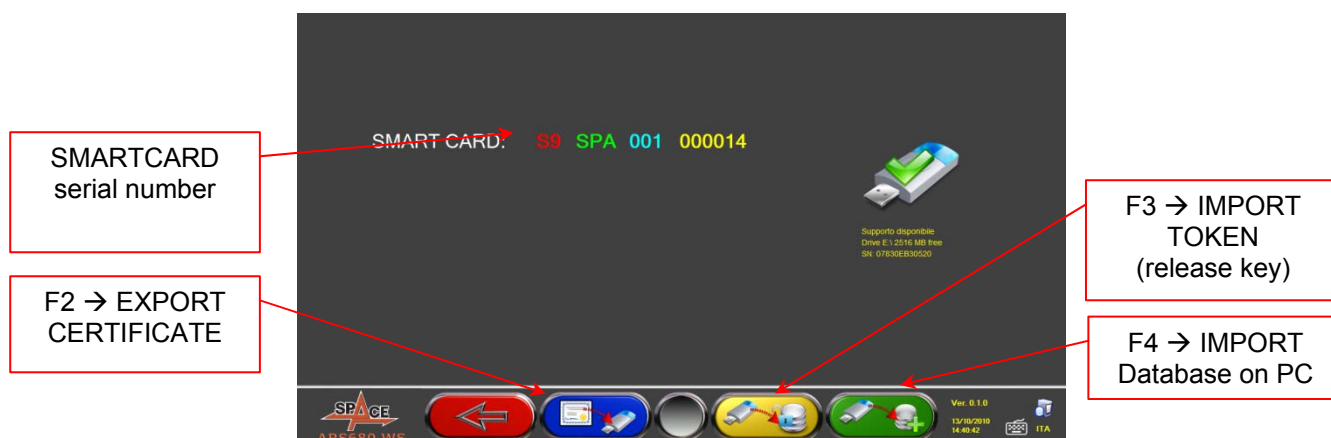 SMART CARD: S9 SPA 001 000014
SMARTCARD
serial number
F2 → EXPORT
CERTIFICATE
Supporto disponibile
Drive E:\ 2516 MB free
SN: 07830EB30520
F3 → IMPORT
TOKEN
(release key)
F4 → IMPORT
Database on PC
SPACE
ARS680 WS
Ver. 0.1.0
13/10/2010
14:40:42
ITA